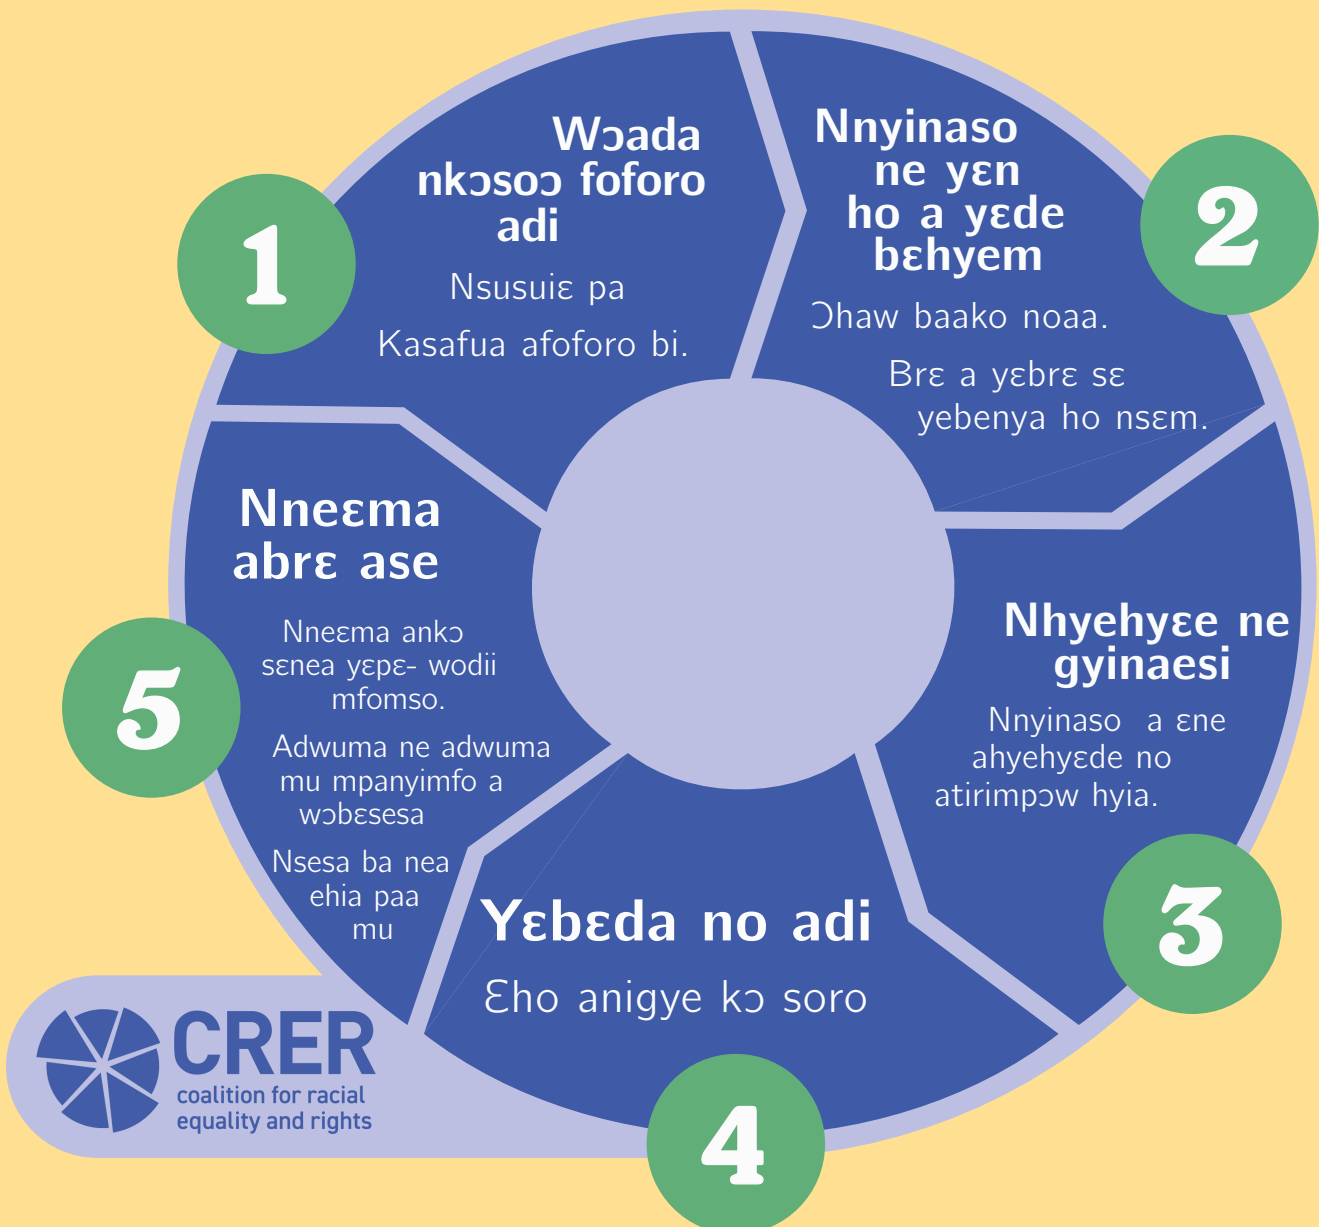 1
Wɔada
nkɔsoɔ foforo
adi
Nsusuiɛ pa
Kasafua afoforo bi.
2
Nnyinaso
ne yɛn
ho a yɛde
bɛhyem
Ɔhaw baako noaa.
Brɛ a yɛbrɛ sɛ
yebenya ho nsɛm.
3
Nhyehyɛe ne
gyinaesi
Nnyinaso a ɛne
ahyehyɛde no
atirimpɔw hyia.
4
Yɛbɛda no adi
Ɛho anigye kɔ soro
5
Nneɛma
abrɛ ase
Nneɛma ankɔ
sɛnea yɛpɛ- wodii
mfomso.
Adwuma ne adwuma
mu mpanyimfo a
wɔbɛsesa
Nsesa ba nea
ehia paa
mu
CRER
coalition for racial
equality and rights